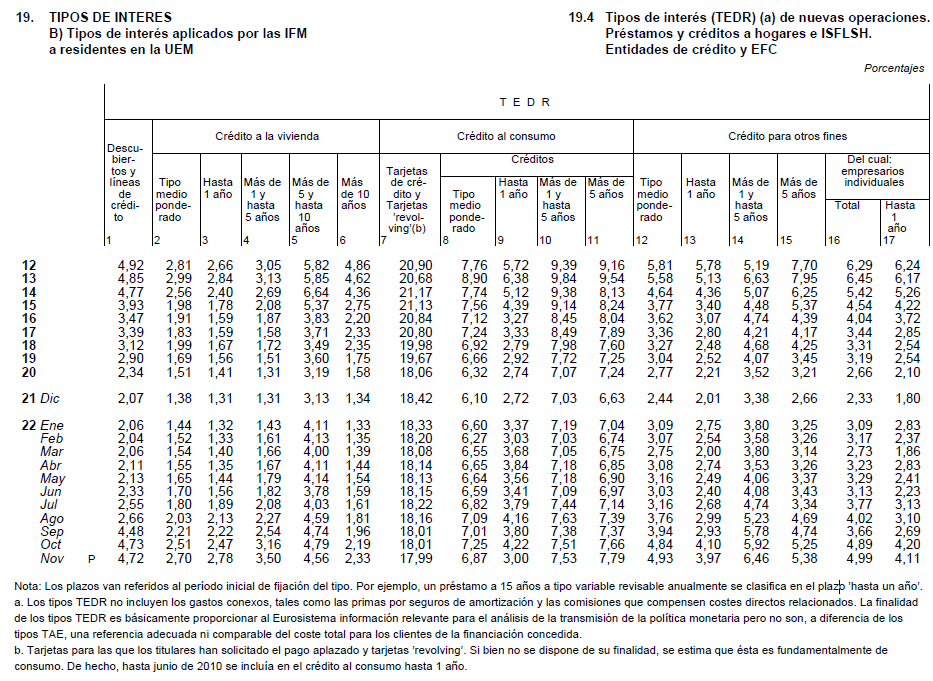 19. TIPOS DE INTERES
B) Tipos de interés aplicados por las IFM
a residentes en la UEM
19.4 Tipos de interés (TEDR) (a) de nuevas operaciones.
Préstamos y créditos a hogares e ISFLSH.
Entidades de crédito y EFC
Porcentajes
T E D R
Descu-
bier-
tos y
líneas
de
crédi-
to
1
Crédito a la vivienda
Tipo
medio
ponde-
rado
2
Hasta
1 año
3
Más de
1 y
hasta
5 años
4
Más de
5 y
hasta
10
años
5
Más
de 10
años
6
Crédito al consumo
Tarjetas
de cré-
dito y
Tarjetas
'revol-
ving'(b)
7
Créditos
Tipo
medio
ponde-
rado
8
Hasta
1 año
9
Más de
1 y
hasta
5 años
10
Más de
5 años
11
Crédito para otros fines
Tipo
medio
ponde-
rado
12
Hasta
1 año
13
Más de
1 y
hasta
5 años
14
Más de
5 años
15
Del cual:
empresarios
individuales
Total
16
Hasta
1
año
17
12 4,92 2,81 2,66 3,05 5,82 4,86 20,90 7,76 5,72 9,39 9,16 5,81 5,78 5,19 7,70 6,29 6,24
13 4,85 2,99 2,84 3,13 5,85 4,62 20,68 8,90 6,38 9,84 9,54 5,58 5,13 6,63 7,95 6,45 6,17
14 4,77 2,56 2,40 2,69 6,64 4,36 21,17 7,74 5,12 9,38 8,13 4,64 4,36 5,07 6,25 5,42 5,26
15 3,93 1,98 1,78 2,08 5,37 2,75 21,13 7,56 4,39 9,14 8,24 3,77 3,40 4,48 5,37 4,54 4,22
16 3,47 1,91 1,59 1,87 3,83 2,20 20,84 7,12 3,27 8,45 8,04 3,62 3,07 4,74 4,39 4,04 3,72
17 3,39 1,83 1,59 1,58 3,71 2,33 20,80 7,24 3,33 8,49 7,89 3,36 2,80 4,21 4,17 3,44 2,85
18 3,12 1,99 1,67 1,72 3,49 2,35 19,98 6,92 2,79 7,98 7,60 3,27 2,48 4,68 4,25 3,31 2,54
19 2,90 1,69 1,56 1,51 3,60 1,75 19,67 6,66 2,92 7,72 7,25 3,04 2,52 4,07 3,45 3,19 2,54
20 2,34 1,51 1,41 1,31 3,19 1,58 18,06 6,32 2,74 7,07 7,24 2,77 2,21 3,52 3,21 2,66 2,10
21 Dic 2,07 1,38 1,31 1,31 3,13 1,34 18,42 6,10 2,72 7,03 6,63 2,44 2,01 3,38 2,66 2,33 1,80
22 Ene 2,06 1,44 1,32 1,43 4,11 1,33 18,33 6,60 3,37 7,19 7,04 3,09 2,75 3,80 3,25 3,09 2,83
Feb 2,04 1,52 1,33 1,61 4,13 1,35 18,20 6,27 3,03 7,03 6,74 3,07 2,54 3,58 3,26 3,17 2,37
Mar 2,06 1,54 1,40 1,66 4,00 1,39 18,08 6,55 3,68 7,05 6,75 2,75 2,00 3,80 3,14 2,73 1,86
Abr 2,11 1,55 1,35 1,67 4,11 1,44 18,14 6,65 3,84 7,18 6,85 3,08 2,74 3,53 3,26 3,23 2,83
May 2,13 1,65 1,44 1,79 4,14 1,54 18,13 6,64 3,56 7,18 6,90 3,16 2,49 4,06 3,37 3,29 2,41
Jun 2,33 1,70 1,56 1,82 3,78 1,59 18,15 6,59 3,41 7,09 6,97 3,03 2,40 4,08 3,43 3,13 2,23
Jul 2,55 1,80 1,89 2,08 4,03 1,61 18,22 6,82 3,79 7,44 7,14 3,16 2,68 4,74 3,34 3,77 3,13
Ago 2,66 2,03 2,13 2,27 4,59 1,81 18,16 7,09 4,16 7,63 7,39 3,76 2,99 5,23 4,69 4,02 3,10
Sep 4,48 2,21 2,22 2,54 4,74 1,96 18,01 7,01 3,80 7,38 7,37 3,94 2,93 5,78 4,74 3,66 2,69
Oct 4,73 2,51 2,47 3,16 4,79 2,19 18,01 7,25 4,22 7,51 7,66 4,84 4,10 5,92 5,25 4,89 4,20
Nov P 4,72 2,70 2,78 3,50 4,56 2,33 17,99 6,87 3,00 7,53 7,79 4,93 3,97 6,46 5,38 4,99 4,11
Nota: Los plazos van referidos al período inicial de fijación del tipo. Por ejemplo, un préstamo a 15 años a tipo variable revisable anualmente se clasifica en el plazo 'hasta un año'.
a. Los tipos TEDR no incluyen los gastos conexos, tales como las primas por seguros de amortización y las comisiones que compensen costes directos relacionados. La finalidad
de los tipos TEDR es básicamente proporcionar al Eurosistema información relevante para el análisis de la transmisión de la política monetaria pero no son, a diferencia de los
tipos TAE, una referencia adecuada ni comparable del coste total para los clientes de la financiación concedida.
b. Tarjetas para las que los titulares han solicitado el pago aplazado y tarjetas 'revolving'. Si bien no se dispone de su finalidad, se estima que ésta es fundamentalmente de
consumo. De hecho, hasta junio de 2010 se incluía en el crédito al consumo hasta 1 año.